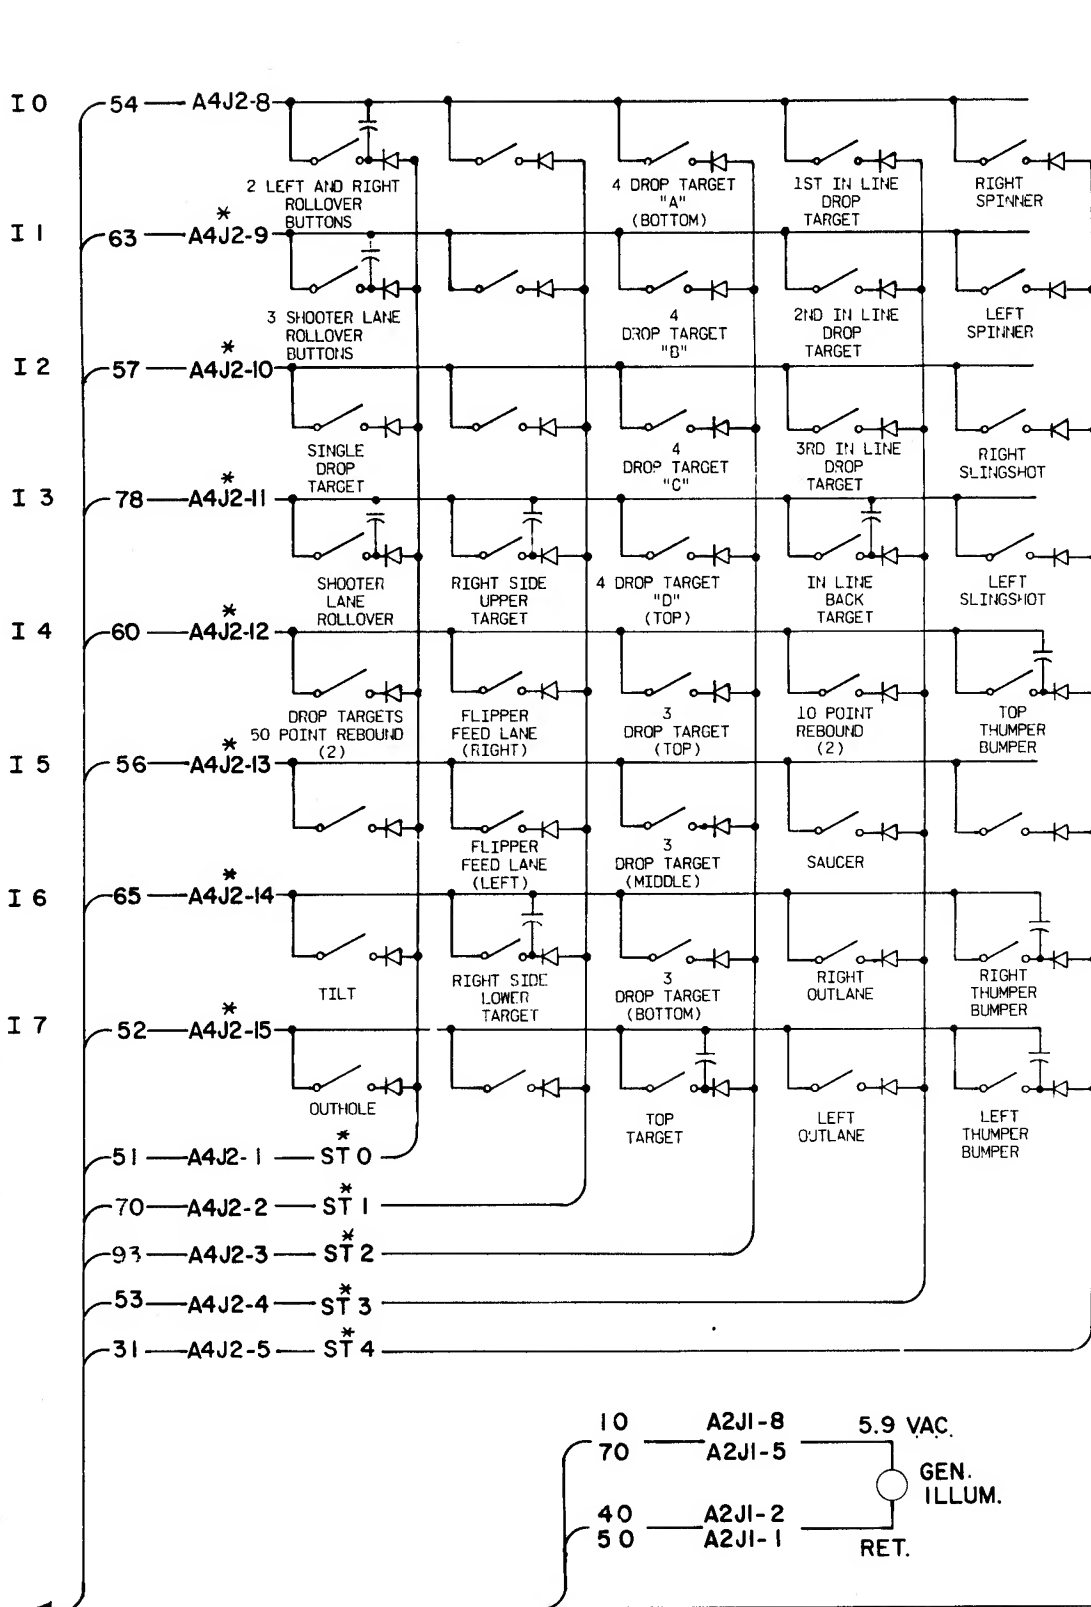 I0 54 A4J2-8
2 LEFT AND RIGHT
ROLLOVER
BUTTONS
4 DROP TARGET
"A"
(BOTTOM)
1ST IN LINE
DROP
TARGET
RIGHT
SPINNER
*
I1 63 A4J2-9
3 SHOOTER LANE
ROLLOVER
BUTTONS
4
DROP TARGET
"B"
2ND IN LINE
DROP
TARGET
LEFT
SPINNER
*
I2 57 A4J2-10
SINGLE
DROP
TARGET
4
DROP TARGET
"C"
3RD IN LINE
DROP
TARGET
RIGHT
SLINGSHOT
*
I3 78 A4J2-11
SHOOTER
LANE
ROLLOVER
RIGHT SIDE
UPPER
TARGET
4 DROP TARGET
"D"
(TOP)
IN LINE
BACK
TARGET
LEFT
SLINGSHOT
*
I4 60 A4J2-12
DROP TARGETS
50 POINT REBOUND
(2)
FLIPPER
FEED LANE
(RIGHT)
3
DROP TARGET
(TOP)
10 POINT
REBOUND
(2)
TOP
THUMPER
BUMPER
*
I5 56 A4J2-13
FLIPPER
FEED LANE
(LEFT)
3
DROP TARGET
(MIDDLE)
SAUCER
*
I6 65 A4J2-14
TILT
RIGHT SIDE
LOWER
TARGET
3
DROP TARGET
(BOTTOM)
RIGHT
OUTLANE
RIGHT
THUMPER
BUMPER
*
I7 52 A4J2-15
OUTHOLE
TOP
TARGET
LEFT
OUTLANE
LEFT
THUMPER
BUMPER
*
51 A4J2-1 ST0
*
70 A4J2-2 ST1
*
93 A4J2-3 ST2
*
53 A4J2-4 ST3
*
31 A4J2-5 ST4
10 A2J1-8 5.9 VAC.
70 A2J1-5
GEN.
ILLUM.
40 A2J1-2
50 A2J1-1
RET.